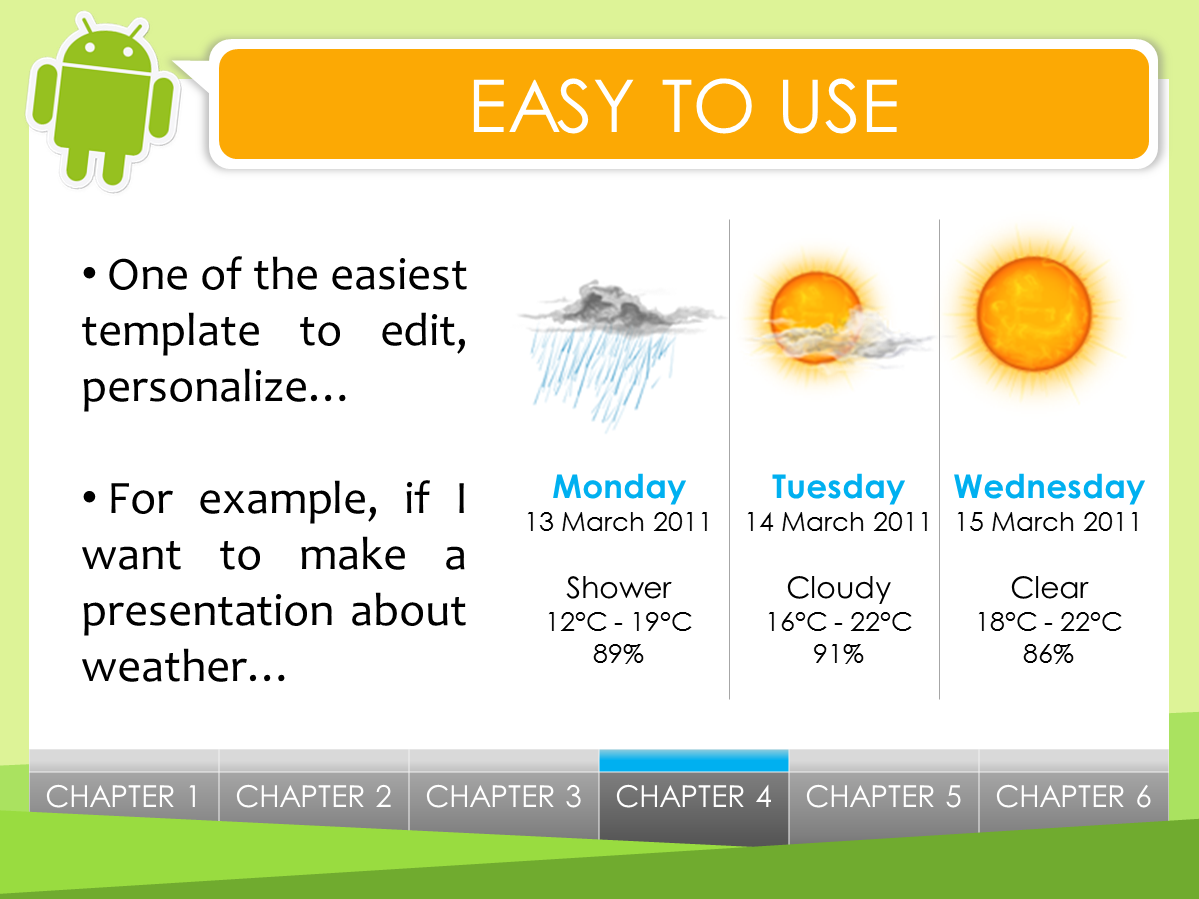 EASY TO USE
• One of the easiest
template to edit,
personalize…
• For example, if I
want to make a
presentation about
weather…
Monday
13 March 2011
Shower
12°C - 19°C
89%
Tuesday
14 March 2011
Cloudy
16°C - 22°C
91%
Wednesday
15 March 2011
Clear
18°C - 22°C
86%
CHAPTER 1
CHAPTER 2
CHAPTER 3
CHAPTER 4
CHAPTER 5
CHAPTER 6